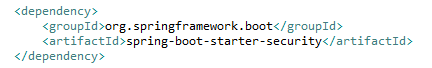 <dependency>
<groupId>org.springframework.boot</groupId>
<artifactId>spring-boot-starter-security</artifactId>
</dependency>